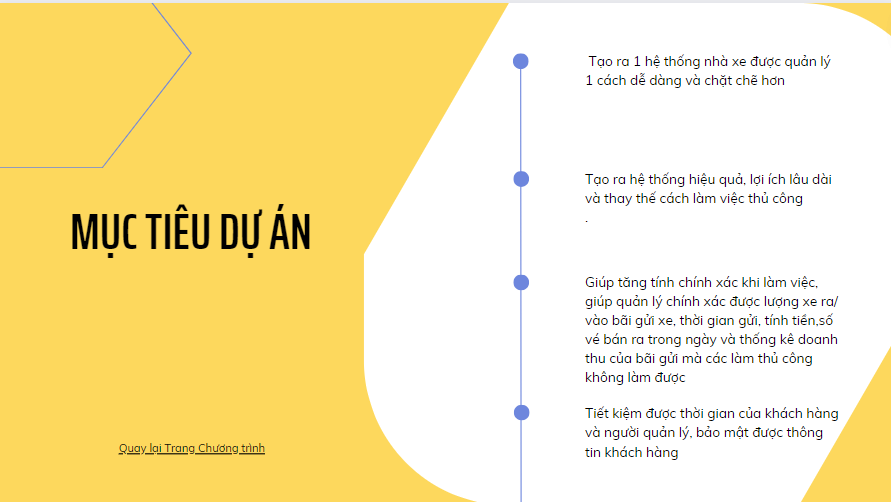 MỤC TIÊU DỰ ÁN
Quay lại Trang Chương trình
Tạo ra 1 hệ thống nhà xe được quản lý
1 cách dễ dàng và chặt chẽ hơn
Tạo ra hệ thống hiệu quả, lợi ích lâu dài
và thay thế cách làm việc thủ công
.
Giúp tăng tính chính xác khi làm việc,
giúp quản lý chính xác được lượng xe ra/
vào bãi gửi xe, thời gian gửi, tính tiền,số
vé bán ra trong ngày và thống kê doanh
thu của bãi gửi mà các làm thủ công
không làm được
Tiết kiệm được thời gian của khách hàng
và người quản lý, bảo mật được thông
tin khách hàng